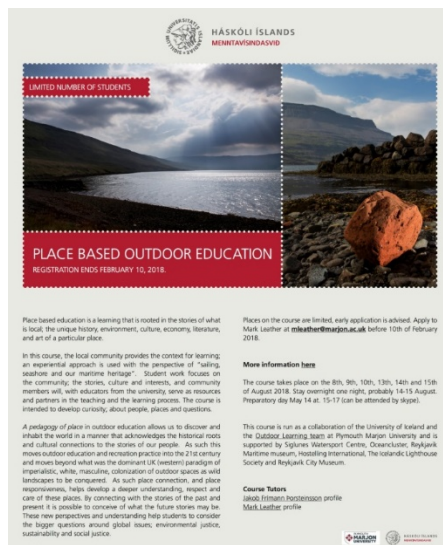 HÁSKÓLI ÍSLANDS
MENNTAVÍSINDASVIÐ
LIMITED NUMBER OF STUDENTS
PLACE BASED OUTDOOR EDUCATION
REGISTRATION ENDS FEBRUARY 10, 2018.
Place based education is a learning that is rooted in the stories of what
is local; the unique history, environment, culture, economy, literature,
and art of a particular place.
In this course, the local community provides the context for learning;
an experiential approach is used with the perspective of "sailing,
seashore and our maritime heritage". Student work focuses on
the community; the stories, culture and interests, and community
members will, with educators from the university, serve as resources
and partners in the teaching and the learning process. The course is
intended to develop curiosity; about people, places and questions.
A pedagogy of place in outdoor education allows us to discover and
inhabit the world in a manner that acknowledges the historical roots
and cultural connections to the stories of our people. As such this
moves outdoor education and recreation practice into the 21st century
and moves beyond what was the dominant UK (western) paradigm of
imperialistic, white, masculine, colonization of outdoor spaces as wild
landscapes to be conquered. As such place connection, and place
responsiveness, helps develop a deeper understanding, respect and
care of these places. By connecting with the stories of the past and
present it is possible to conceive of what the future stories may be.
These new perspectives and understanding help students to consider
the bigger questions around global issues; environmental justice,
sustainability and social justice.
Places on the course are limited, early application is advised. Apply to
Mark Leather at mleather@marjon.ac.uk before 10th of February
2018.
More information here
The course takes place on the 8th, 9th, 10th, 13th, 14th and 15th
of August 2018. Stay overnight one night, probably 14-15 August.
Preparatory day May 14 at. 15-17 (can be attended by skype).
This course is run as a collaboration of the University of Iceland and
the Outdoor Learning team at Plymouth Marjon University and is
supported by Siglunes Watersport Centre, Oceancluster, Reykjavik
Maritime museum, Hostelling International, The Icelandic Lighthouse
Society and Reykjavik City Museum.
Course Tutors
Jakob Frímann Þorsteinsson profile
Mark Leather profile
MARJON
UNIVERSITY
HÁSKÓLI ÍSLANDS